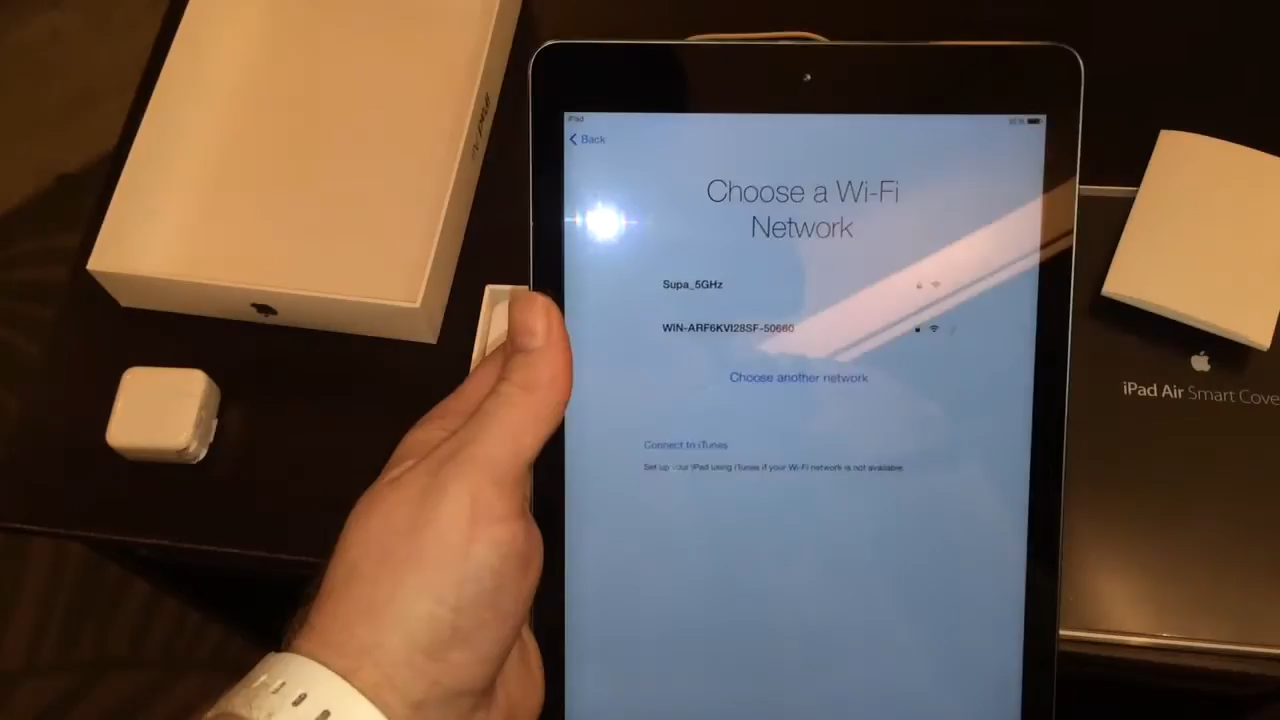 iPad
Back
Choose a Wi-Fi
Network
Supa_5GHz
WIN-ARF6KVI28SF-50660
Choose another network
Connect to iTunes
Set up your iPad using iTunes if your Wi-Fi network is not available.
iPad Air Smart Cove